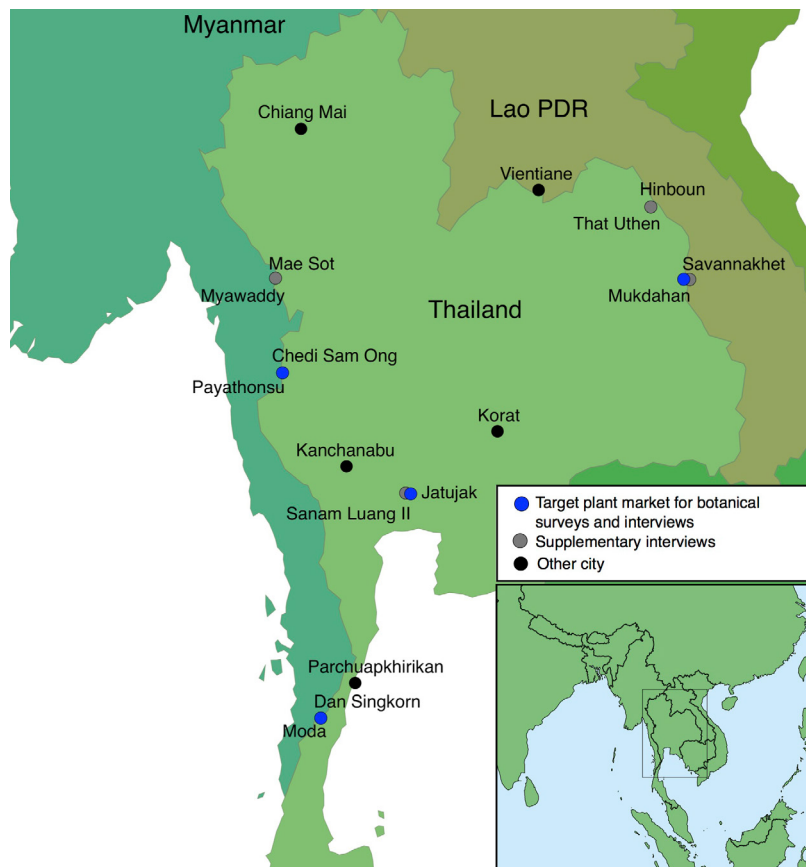 Myanmar
Chiang Mai
Lao PDR
Vientiane
Hinboun
That Uthen
Mae Sot
Savannakhet
Myawaddy
Mukdahan
Thailand
Chedi Sam Ong
Payathonsu
Korat
Kanchanabu
Jatujak
Sanam Luang II
Target plant market for botanical
surveys and interviews
Supplementary interviews
Other city
Parchuapkhirikan
Dan Singkorn
Moda